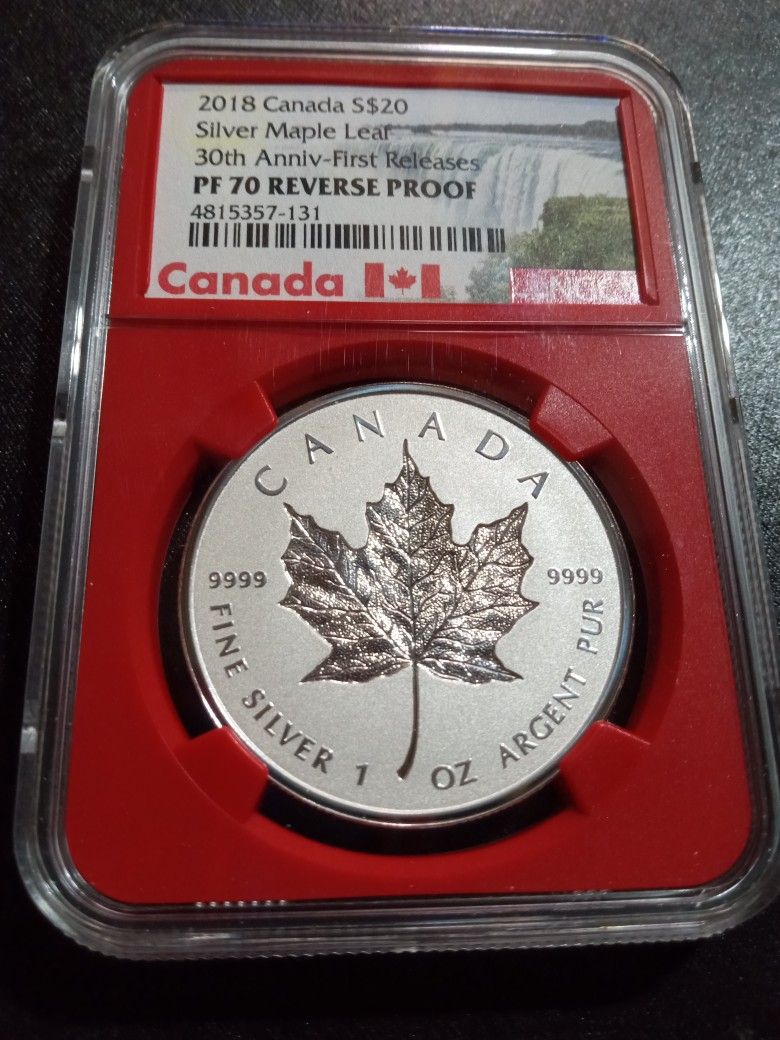 2018 Canada S$20
Silver Maple Leaf
30th Anniv-First Releases
PF 70 REVERSE PROOF
4815357-131
Canada
CANADA
9999 9999
FINE SILVER 1 OZ ARGENT PUR